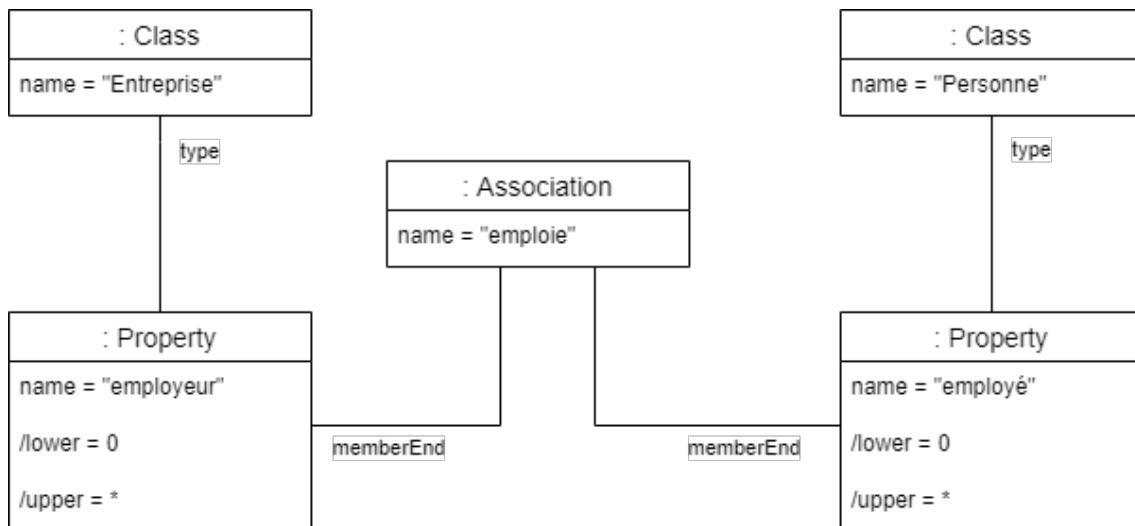 : Class
name = "Entreprise"
type
: Class
name = "Personne"
type
: Association
name = "emploie"
: Property
name = "employeur"
/lower = 0
/upper = *
memberEnd
memberEnd
: Property
name = "employé"
/lower = 0
/upper = *